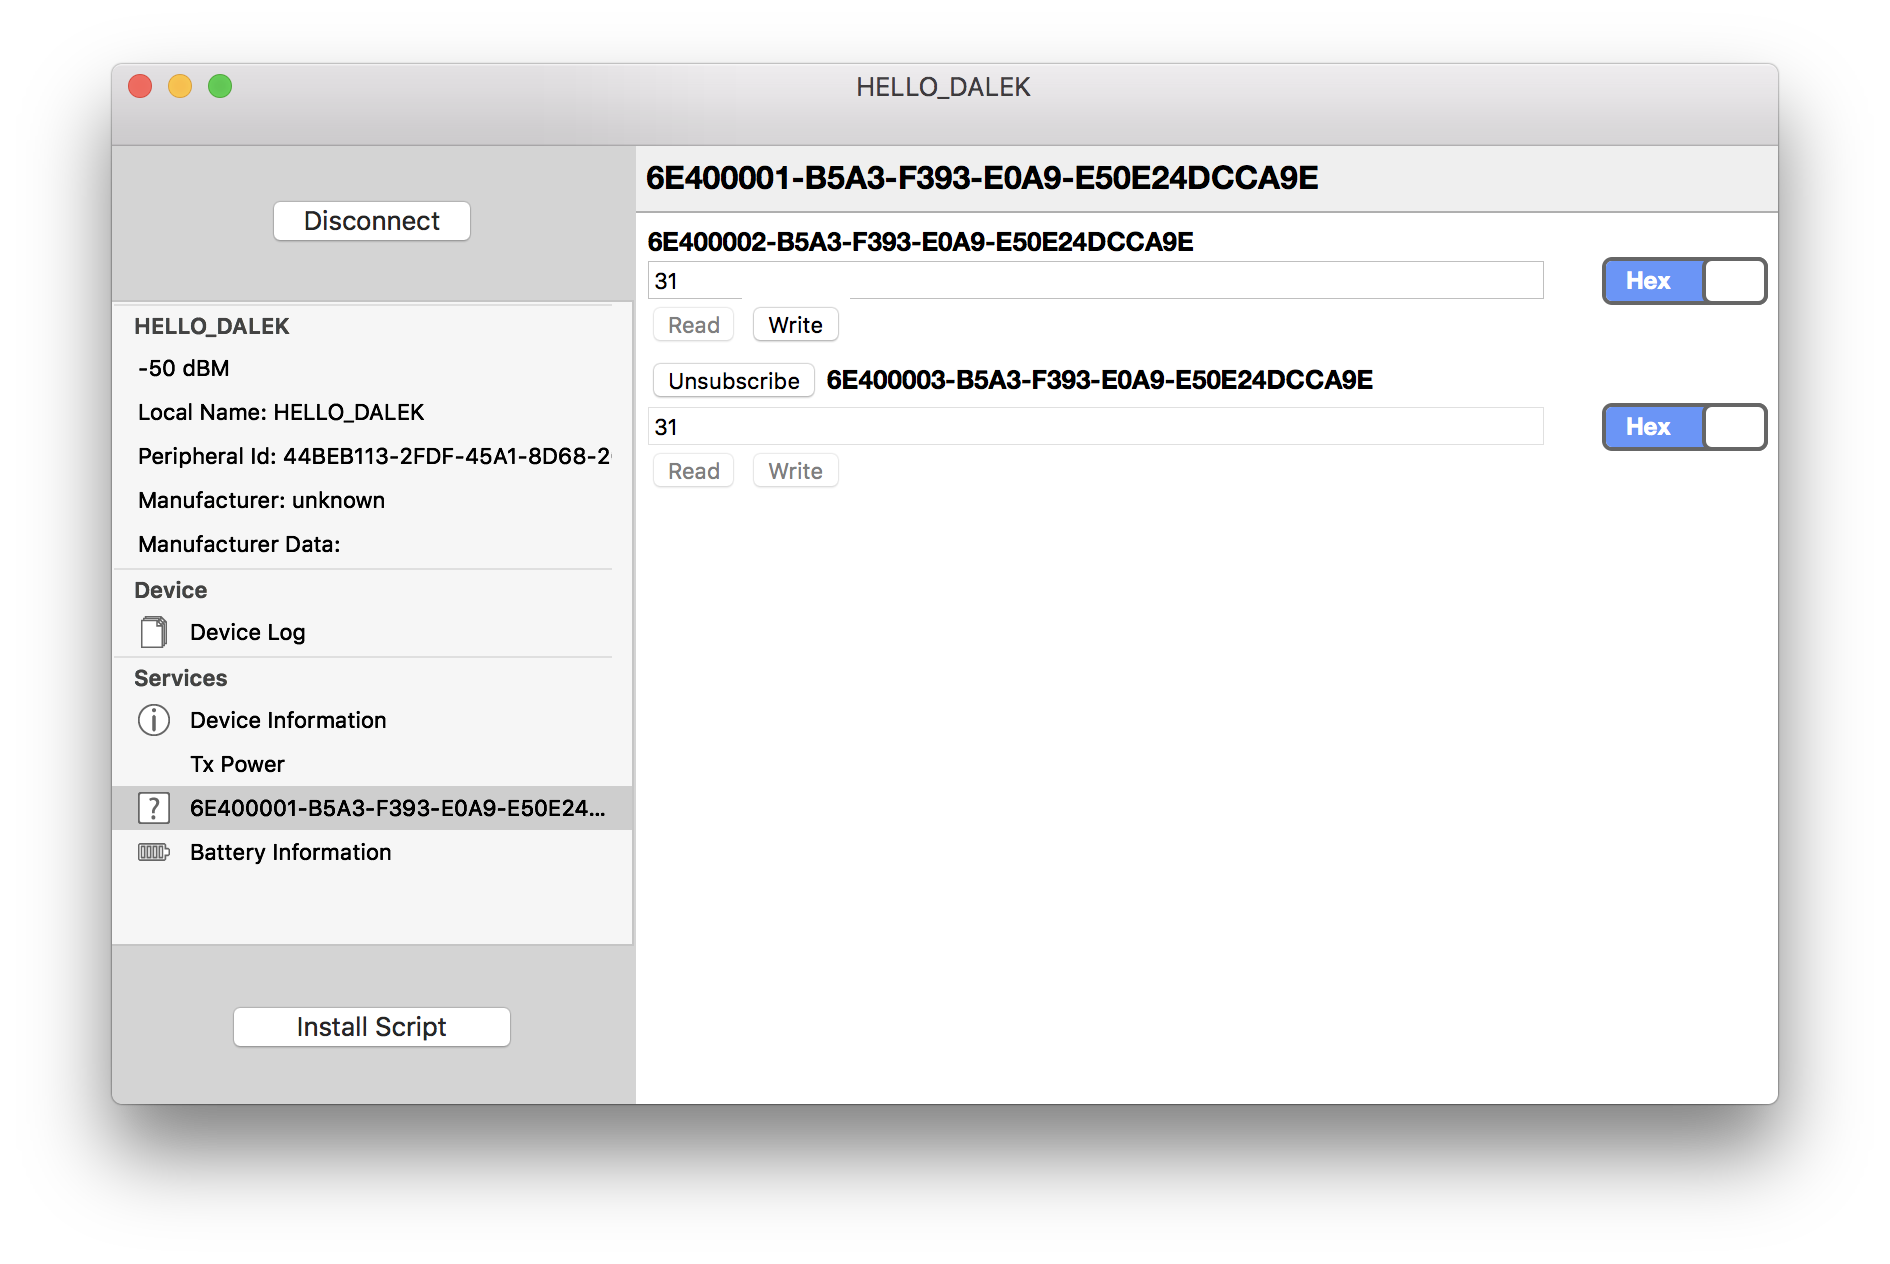 HELLO_DALEK
Disconnect
HELLO_DALEK
-50 dBM
Local Name: HELLO_DALEK
Peripheral Id: 44BEB113-2FDF-45A1-8D68-2
Manufacturer: unknown
Manufacturer Data:
Device
Device Log
Services
Device Information
Tx Power
6E400001-B5A3-F393-E0A9-E50E24...
Battery Information
Install Script
6E400001-B5A3-F393-E0A9-E50E24DCCA9E
6E400002-B5A3-F393-E0A9-E50E24DCCA9E
31 Hex
Read Write
Unsubscribe 6E400003-B5A3-F393-E0A9-E50E24DCCA9E
31 Hex
Read Write